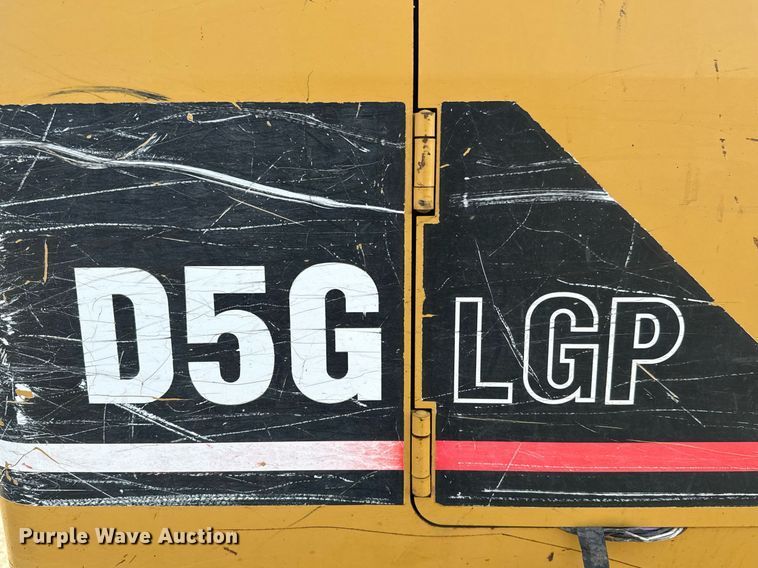 D5G LGP
Purple Wave Auction